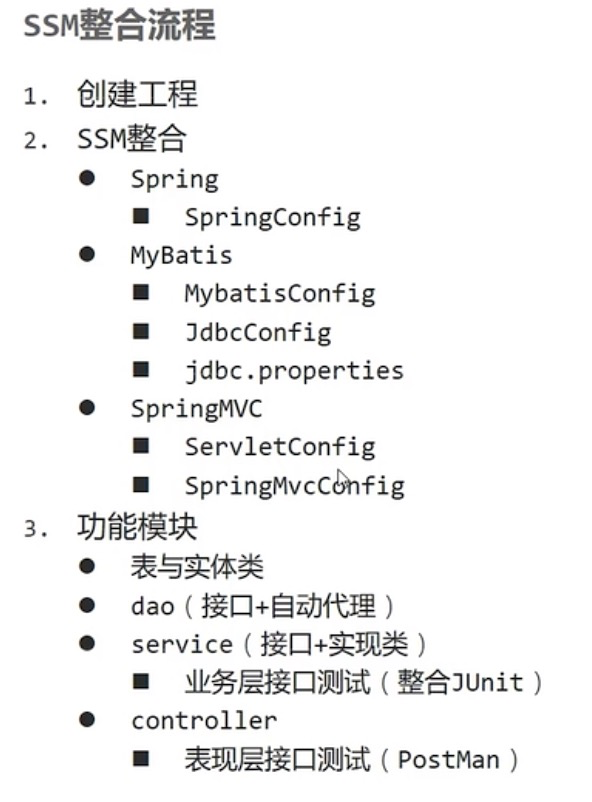 SSM整合流程
1. 创建工程
2. SSM整合
● Spring
■ SpringConfig
● MyBatis
■ MybatisConfig
■ JdbcConfig
■ jdbc.properties
● SpringMVC
■ ServletConfig
■ SpringMvcConfig
3. 功能模块
● 表与实体类
● dao（接口+自动代理）
● service（接口+实现类）
■ 业务层接口测试（整合JUnit）
● controller
■ 表现层接口测试（PostMan）